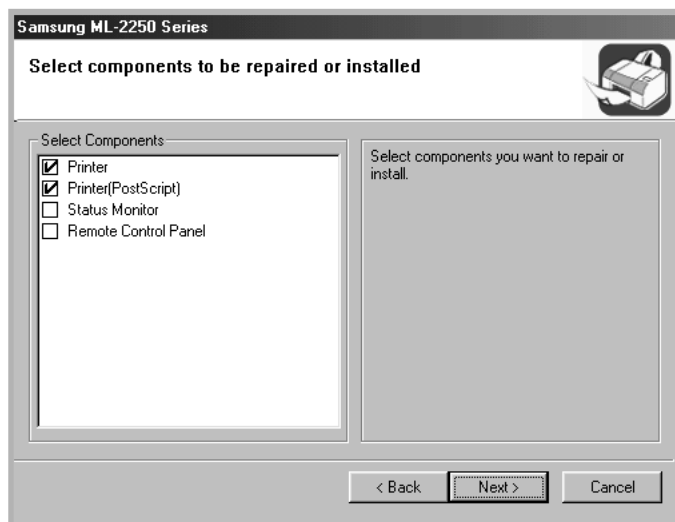 Samsung ML-2250 Series
Select components to be repaired or installed
Select Components
Printer
Printer(PostScript)
Status Monitor
Remote Control Panel
Select components you want to repair or
install.
< Back
Next >
Cancel